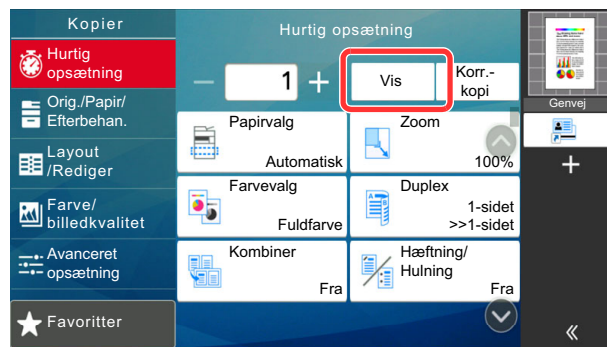 Kopier
Hurtig
opsætning
Orig./Papir/
Efterbehan.
Layout
/Rediger
Farve/
billedkvalitet
Avanceret
opsætning
Favoritter
Hurtig opsætning
1
Vis
Korr.-
kopi
Papirvalg
Automatisk
Zoom
100%
Farvevalg
Fuldfarve
Duplex
1-sidet
>>1-sidet
Kombiner
Fra
Hæftning/
Hulning
Fra
Genvej